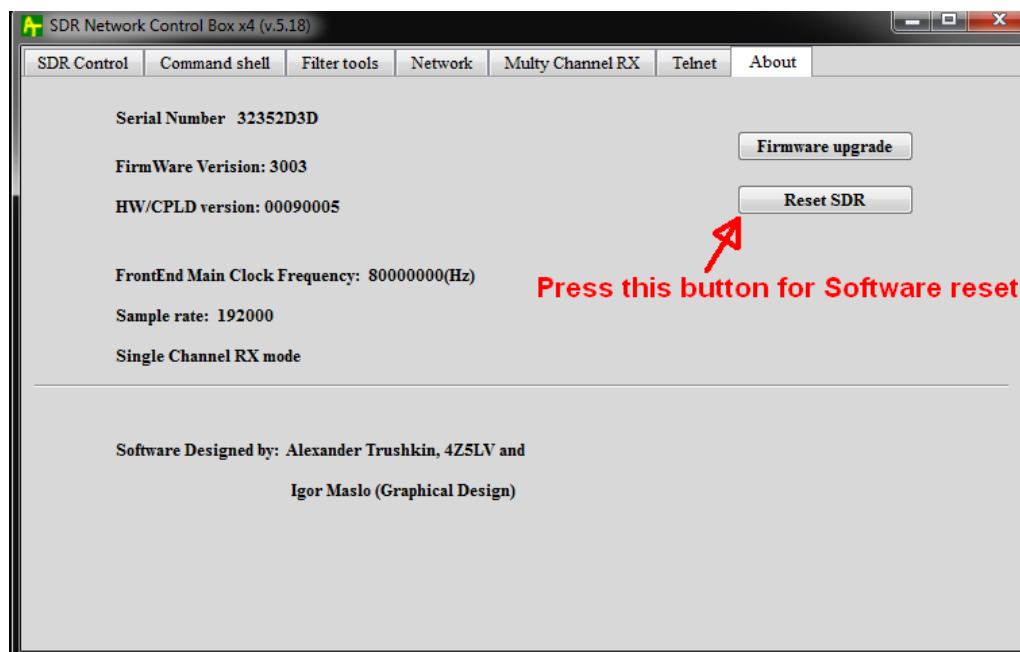 SDR Network Control Box x4 (v.5.18)
SDR Control Command shell Filter tools Network Multy Channel RX Telnet About
Serial Number 32352D3D
Firmware upgrade
FirmWare Verision: 3003
Reset SDR
HW/CPLD version: 00090005
FrontEnd Main Clock Frequency: 80000000(Hz)
Press this button for Software reset
Sample rate: 192000
Single Channel RX mode
Software Designed by: Alexander Trushkin, 4Z5LV and
Igor Maslo (Graphical Design)